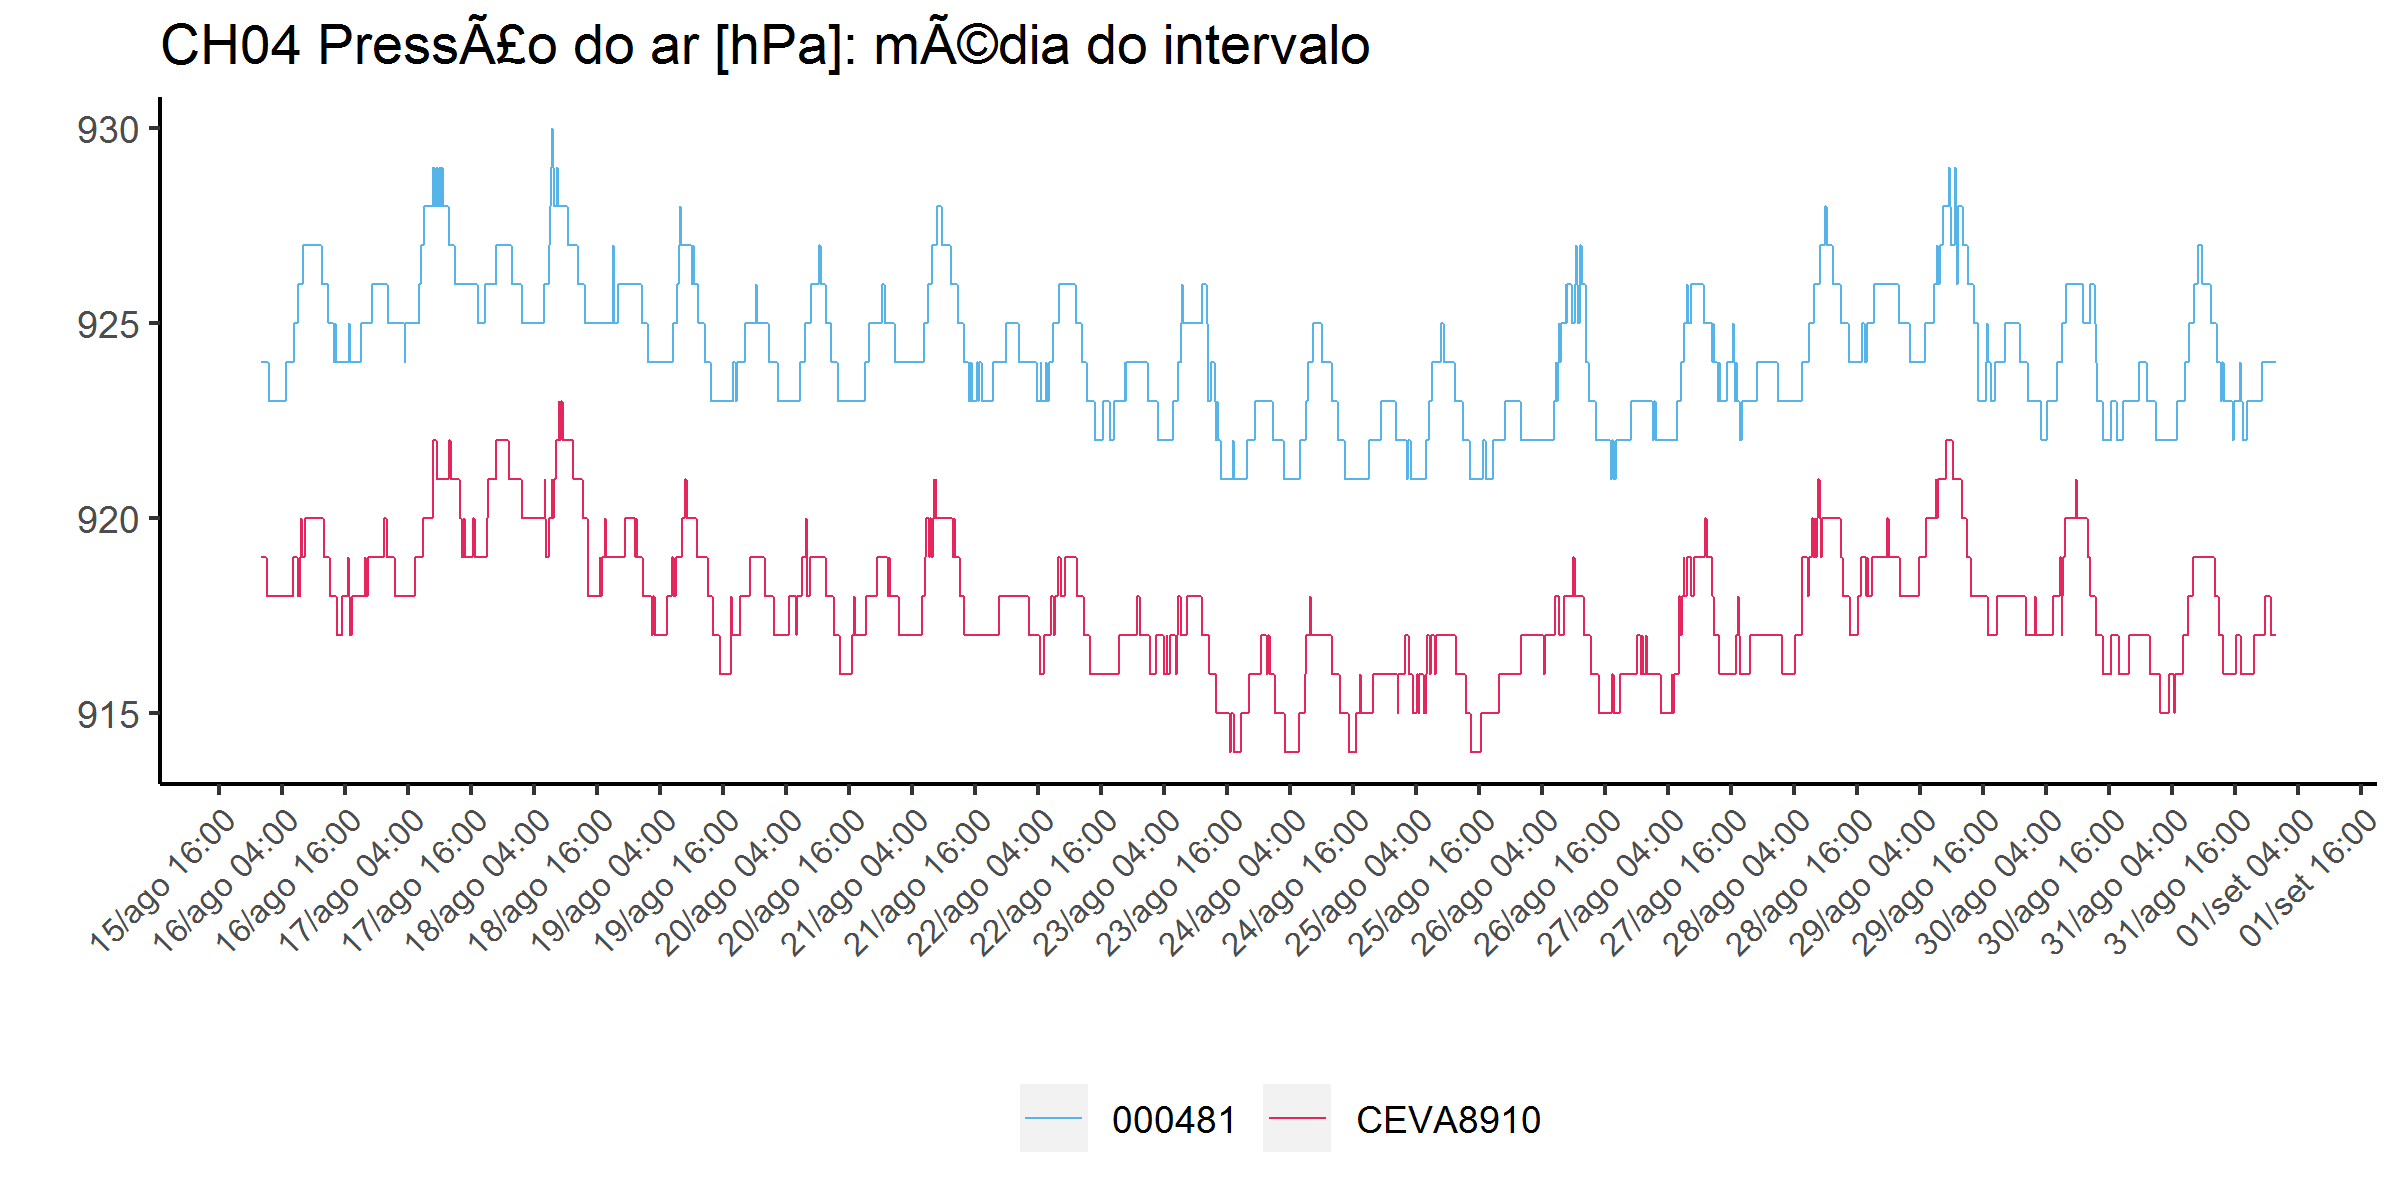 CH04 PressÃ£o do ar [hPa]: mÃ©dia do intervalo
930
925
920
915
15/ago 16:00
16/ago 04:00
16/ago 16:00
17/ago 04:00
17/ago 16:00
18/ago 04:00
18/ago 16:00
19/ago 04:00
19/ago 16:00
20/ago 04:00
20/ago 16:00
21/ago 04:00
21/ago 16:00
22/ago 04:00
22/ago 16:00
23/ago 04:00
23/ago 16:00
24/ago 04:00
24/ago 16:00
25/ago 04:00
25/ago 16:00
26/ago 04:00
26/ago 16:00
27/ago 04:00
27/ago 16:00
28/ago 04:00
28/ago 16:00
29/ago 04:00
29/ago 16:00
30/ago 04:00
30/ago 16:00
31/ago 04:00
31/ago 16:00
01/set 04:00
01/set 16:00
000481
CEVA8910